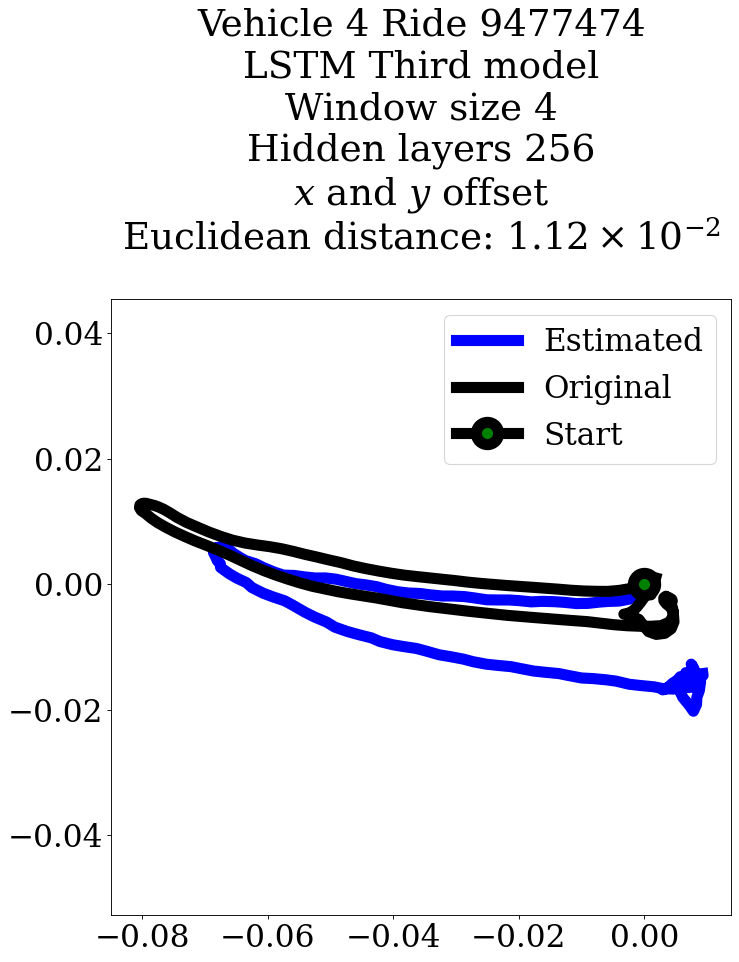 Vehicle 4 Ride 9477474
LSTM Third model
Window size 4
Hidden layers 256
x and y offset
Euclidean distance: 1.12 × 10⁻²
Estimated
Original
Start
0.04
0.02
0.00
−0.02
−0.04
−0.08 −0.06 −0.04 −0.02 0.00